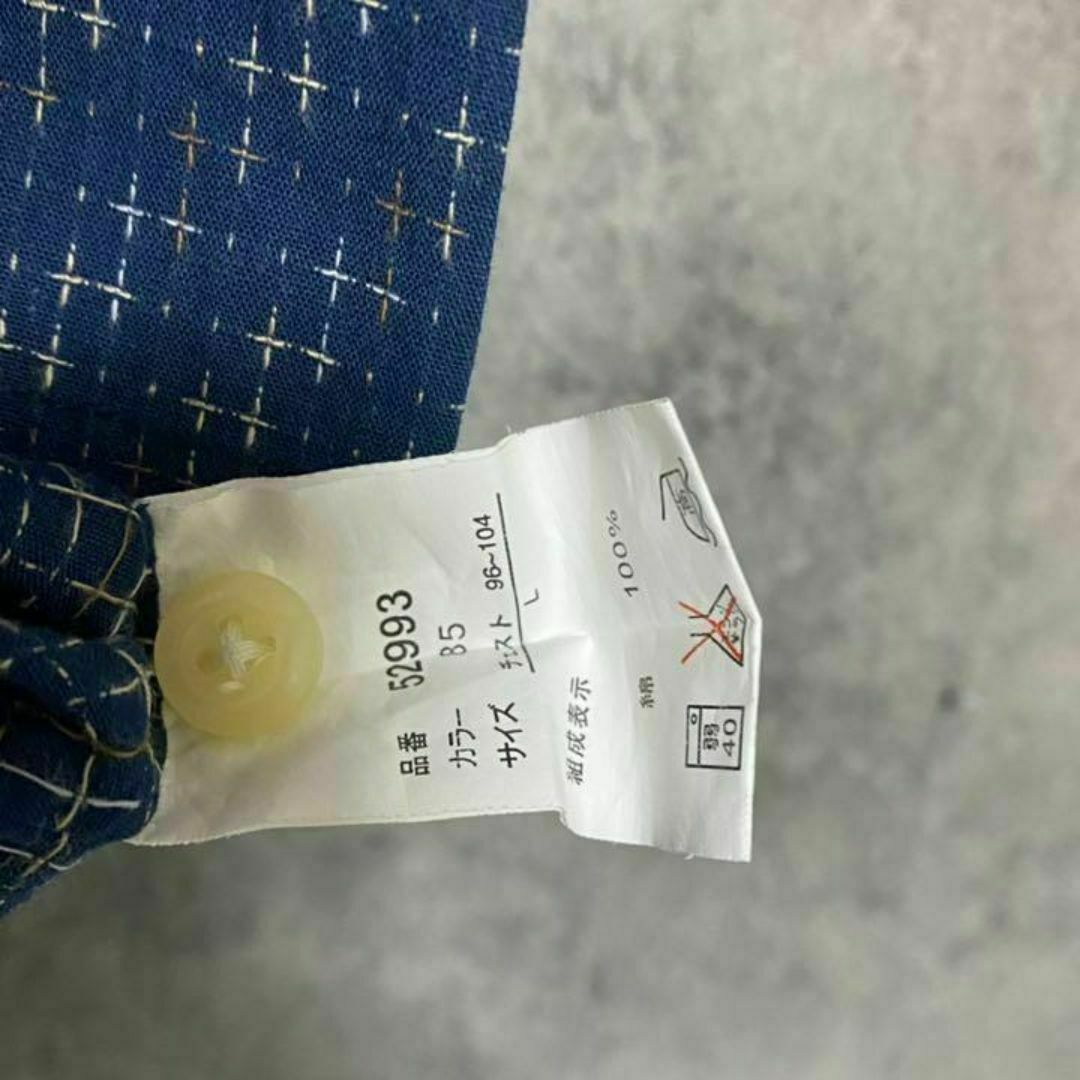 品番 52993
カラー 85
サイズ チェスト 96~104
L
組成表示
綿 100%
弱
40